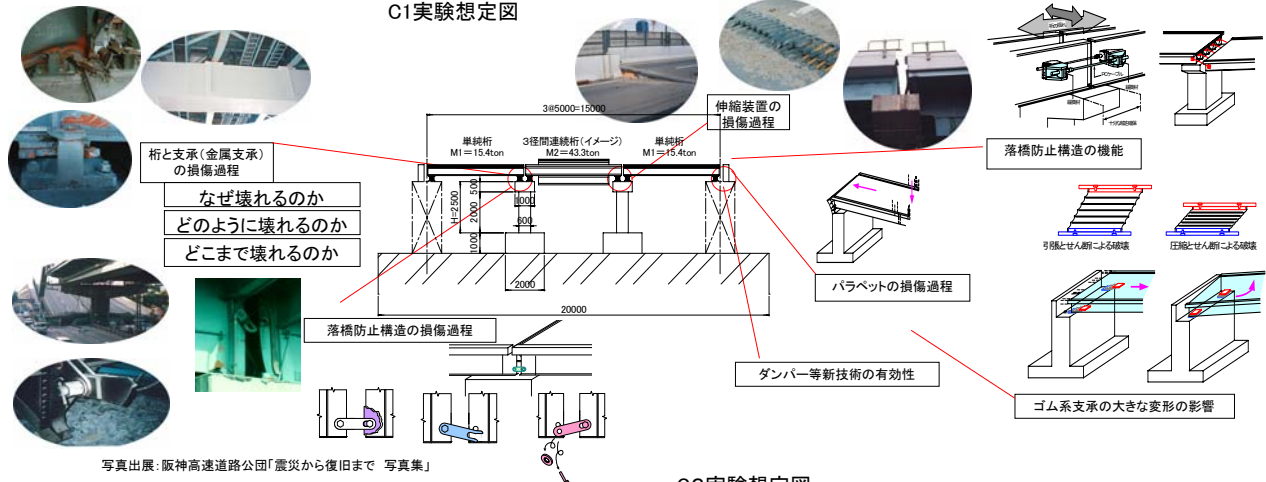 C1実験想定図
3@5000=15000
伸縮装置の
損傷過程
単純桁
M1=15.4ton
3径間連続桁(イメージ)
M2=43.3ton
単純桁
M1=15.4ton
桁と支承(金属支承)
の損傷過程
なぜ壊れるのか
どのように壊れるのか
どこまで壊れるのか
500
1000
H=2500
2000
600
1000
2000
20000
PCケーブル
落橋防止構造の機能
引張とせん断による破壊
圧縮とせん断による破壊
パラペットの損傷過程
落橋防止構造の損傷過程
ダンパー等新技術の有効性
ゴム系支承の大きな変形の影響
写真出展:阪神高速道路公団「震災から復旧まで 写真集」